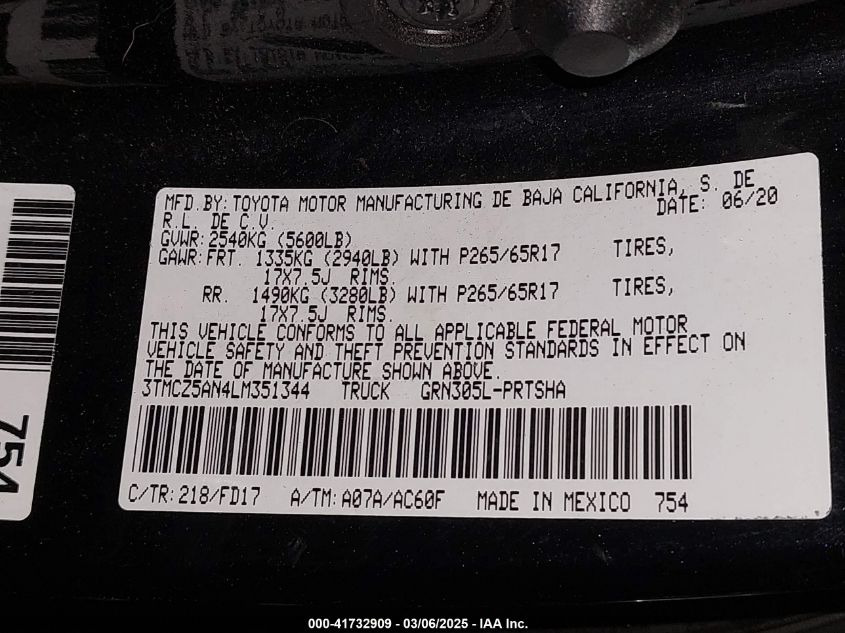 MFD. BY: TOYOTA MOTOR MANUFACTURING DE BAJA CALIFORNIA, S. DE
R.L. DE C.V. DATE: 06/20
GVWR: 2540KG (5600LB)
GAWR: FRT. 1335KG (2940LB) WITH P265/65R17 TIRES,
17X7.5J RIMS.
RR. 1490KG (3280LB) WITH P265/65R17 TIRES,
17X7.5J RIMS.
THIS VEHICLE CONFORMS TO ALL APPLICABLE FEDERAL MOTOR
VEHICLE SAFETY AND THEFT PREVENTION STANDARDS IN EFFECT ON
THE DATE OF MANUFACTURE SHOWN ABOVE.
3TMCZ5AN4LM351344 TRUCK GRN305L-PRTSHA
C/TR: 218/FD17 A/TM: A07A/AC60F MADE IN MEXICO 754
754
000-41732909 - 03/06/2025 - IAA Inc.